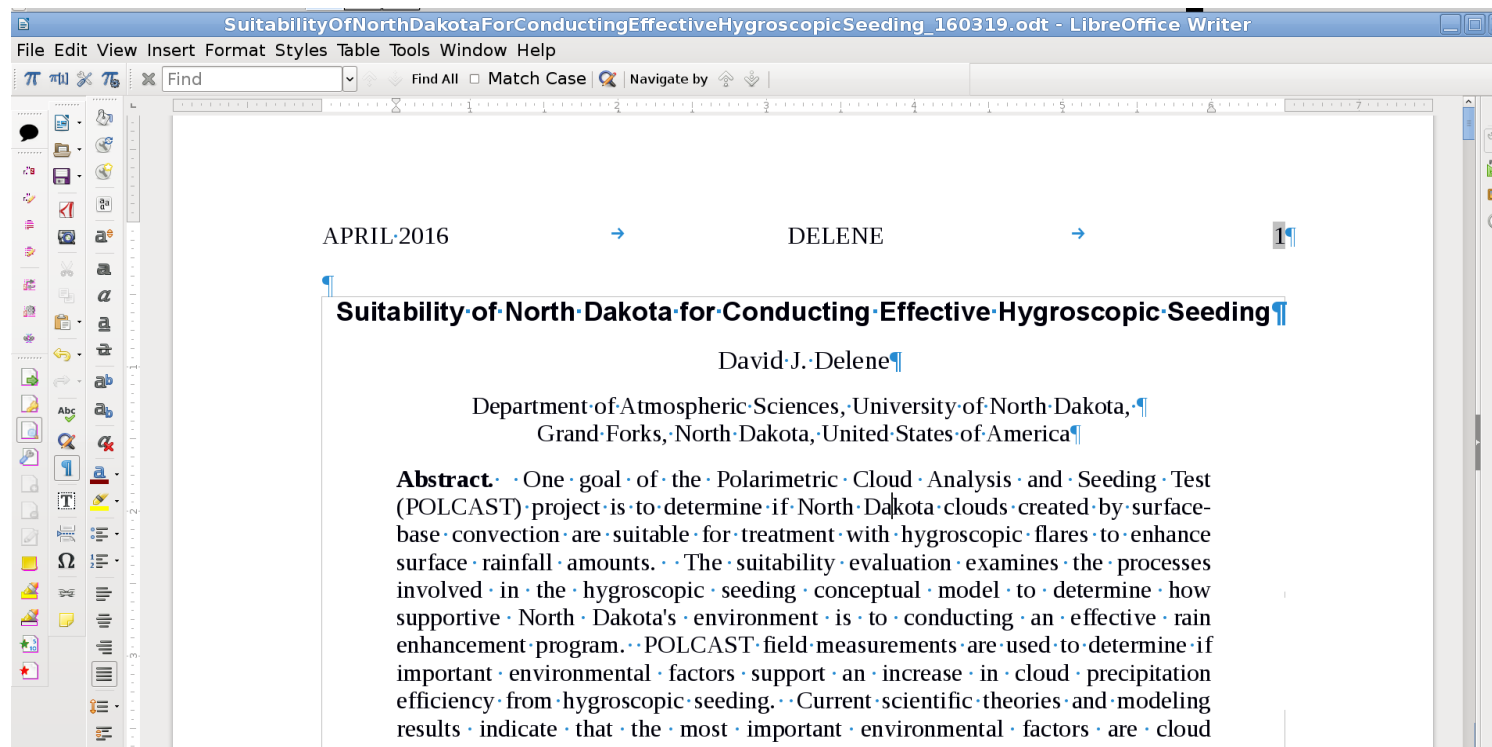 SuitabilityOfNorthDakotaForConductingEffectiveHygroscopicSeeding_160319.odt - LibreOffice Writer
File Edit View Insert Format Styles Table Tools Window Help
Find Find All Match Case Navigate by
1 2 3 4 5 6 7
APRIL 2016 DELENE 1
Suitability of North Dakota for Conducting Effective Hygroscopic Seeding
David J. Delene
Department of Atmospheric Sciences, University of North Dakota,
Grand Forks, North Dakota, United States of America
Abstract. One goal of the Polarimetric Cloud Analysis and Seeding Test
(POLCAST) project is to determine if North Dakota clouds created by surface-
base convection are suitable for treatment with hygroscopic flares to enhance
surface rainfall amounts. The suitability evaluation examines the processes
involved in the hygroscopic seeding conceptual model to determine how
supportive North Dakota's environment is to conducting an effective rain
enhancement program. POLCAST field measurements are used to determine if
important environmental factors support an increase in cloud precipitation
efficiency from hygroscopic seeding. Current scientific theories and modeling
results indicate that the most important environmental factors are cloud